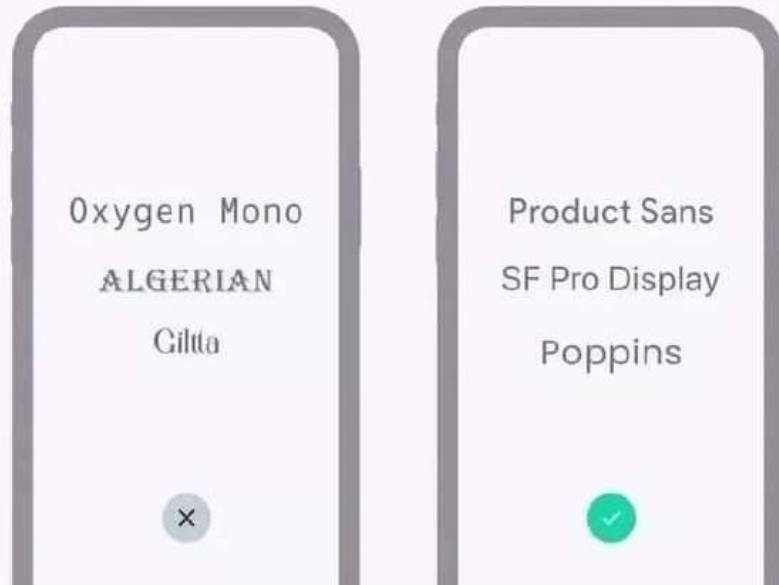 Oxygen Mono
ALGERIAN
Giltta
Product Sans
SF Pro Display
Poppins